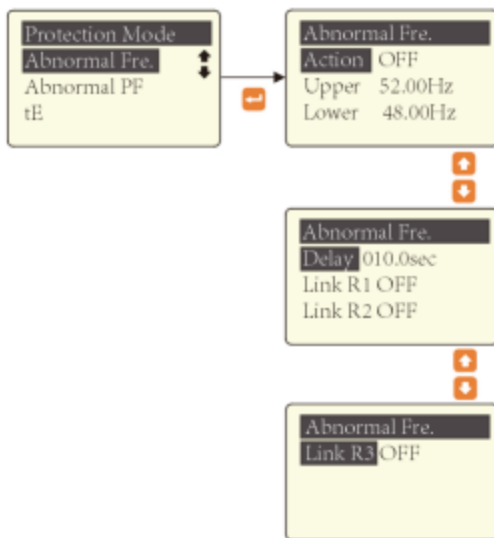 Protection Mode
Abnormal Fre.
Abnormal PF
tE
Abnormal Fre.
Action OFF
Upper 52.00Hz
Lower 48.00Hz
Abnormal Fre.
Delay 010.0sec
Link R1 OFF
Link R2 OFF
Abnormal Fre.
Link R3 OFF